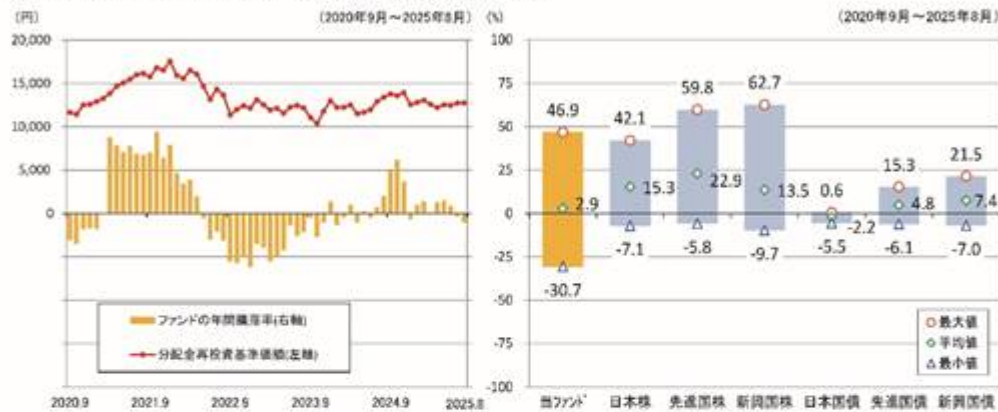 (円)
(2020年9月～2025年8月)
20,000
15,000
10,000
5,000
0
ファンドの年間騰落率(右軸)
分配金再投資基準価額(左軸)
2020.9 2021.9 2022.9 2023.9 2024.9 2025.8
(%)
(2020年9月～2025年8月)
100
75
50
25
0
-25
-50
-75
-100
46.9 42.1 59.8 62.7 0.6 15.3 21.5
2.9 15.3 22.9 13.5 -2.2 4.8 7.4
-30.7 -7.1 -5.8 -9.7 -5.5 -6.1 -7.0
最大値
平均値
最小値
当ファンド 日本株 先進国株 新興国株 日本国債 先進国債 新興国債